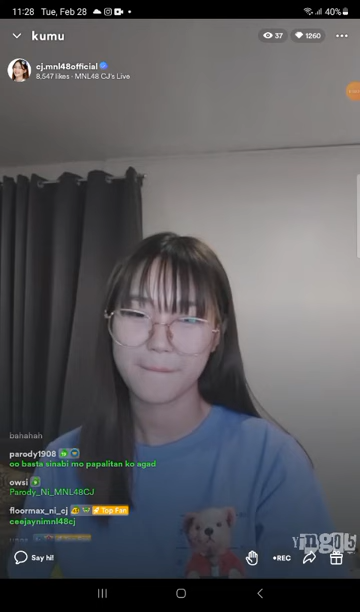 11:28 Tue, Feb 28
40%
kumu
37
1260
cj.mnl48official
8,547 likes · MNL48 CJ's Live
bahahah
parody1908
oo basta sinabi mo papalitan ko agad
owsi
Parody_Ni_MNL48CJ
floormax_ni_cj Top Fan
ceejaynimnl48cj
Say hi!
REC